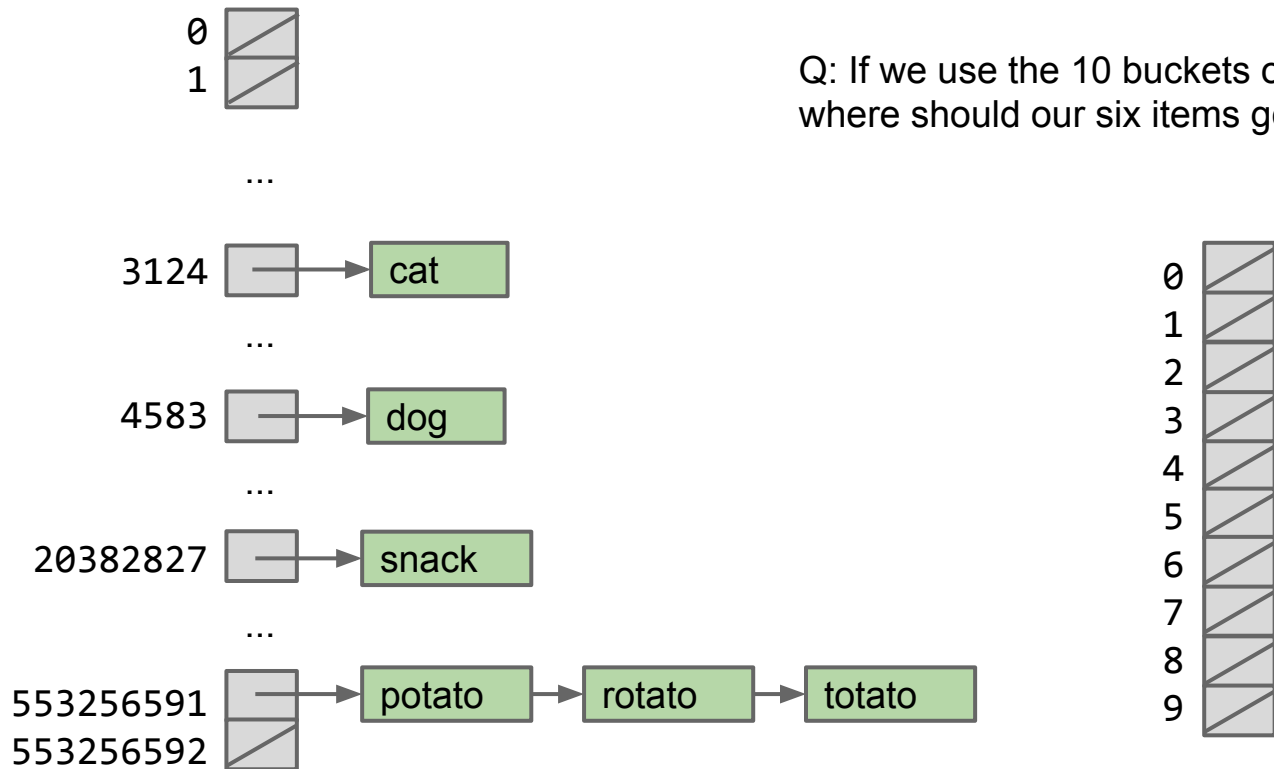 0
1
Q: If we use the 10 buckets
where should our six items
...
3124 cat
...
4583 dog
...
20382827 snack
...
553256591 potato rotato totato
553256592
0
1
2
3
4
5
6
7
8
9